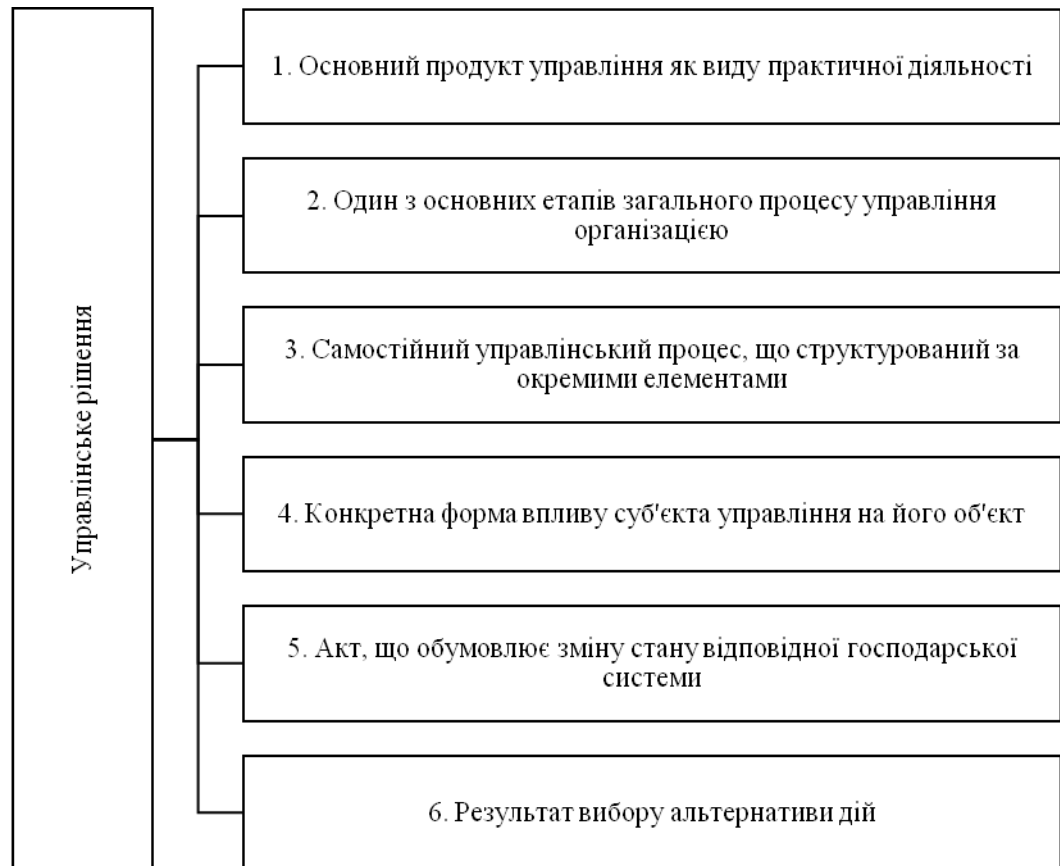 Управлінське рішення
1. Основний продукт управління як виду практичної діяльності
2. Один з основних етапів загального процесу управління
організацією
3. Самостійний управлінський процес, що структурований за
окремими елементами
4. Конкретна форма впливу суб'єкта управління на його об'єкт
5. Акт, що обумовлює зміну стану відповідної господарської
системи
6. Результат вибору альтернативи дій